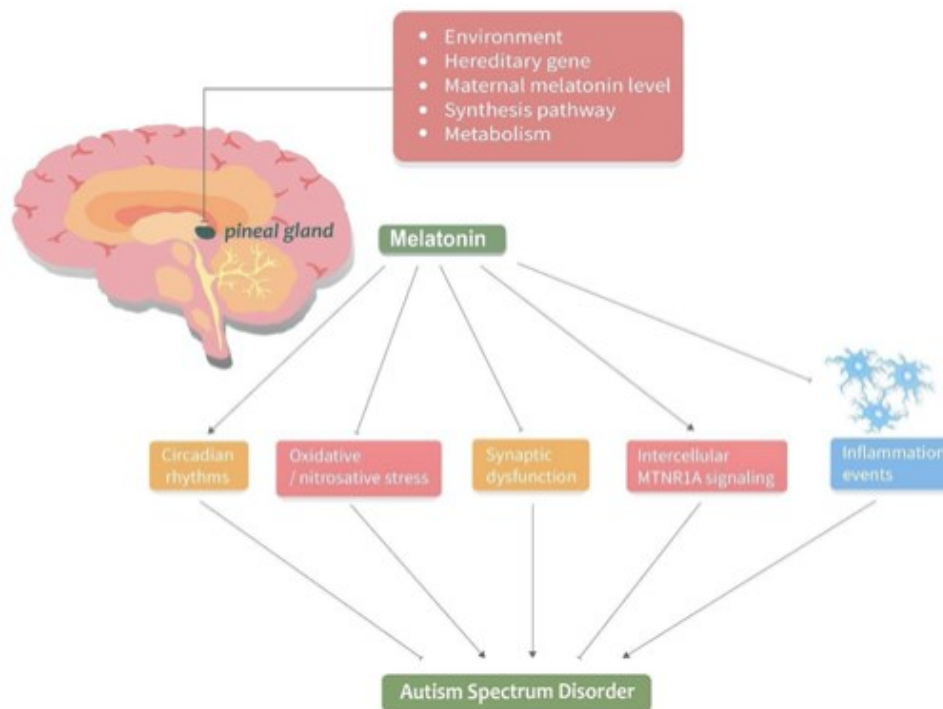 • Environment
• Hereditary gene
• Maternal melatonin level
• Synthesis pathway
• Metabolism
pineal gland
Melatonin
Circadian
rhythms
Oxidative
/ nitrosative stress
Synaptic
dysfunction
Intercellular
MTNR1A signaling
Inflammation
events
Autism Spectrum Disorder